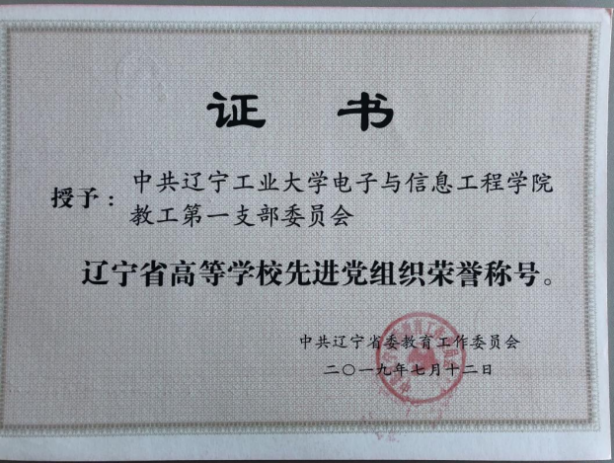 证 书
授予：
中共辽宁工业大学电子与信息工程学院
教工第一支部委员会
辽宁省高等学校先进党组织荣誉称号。
中共辽宁省委教育工作委员会
二〇一九年七月十二日